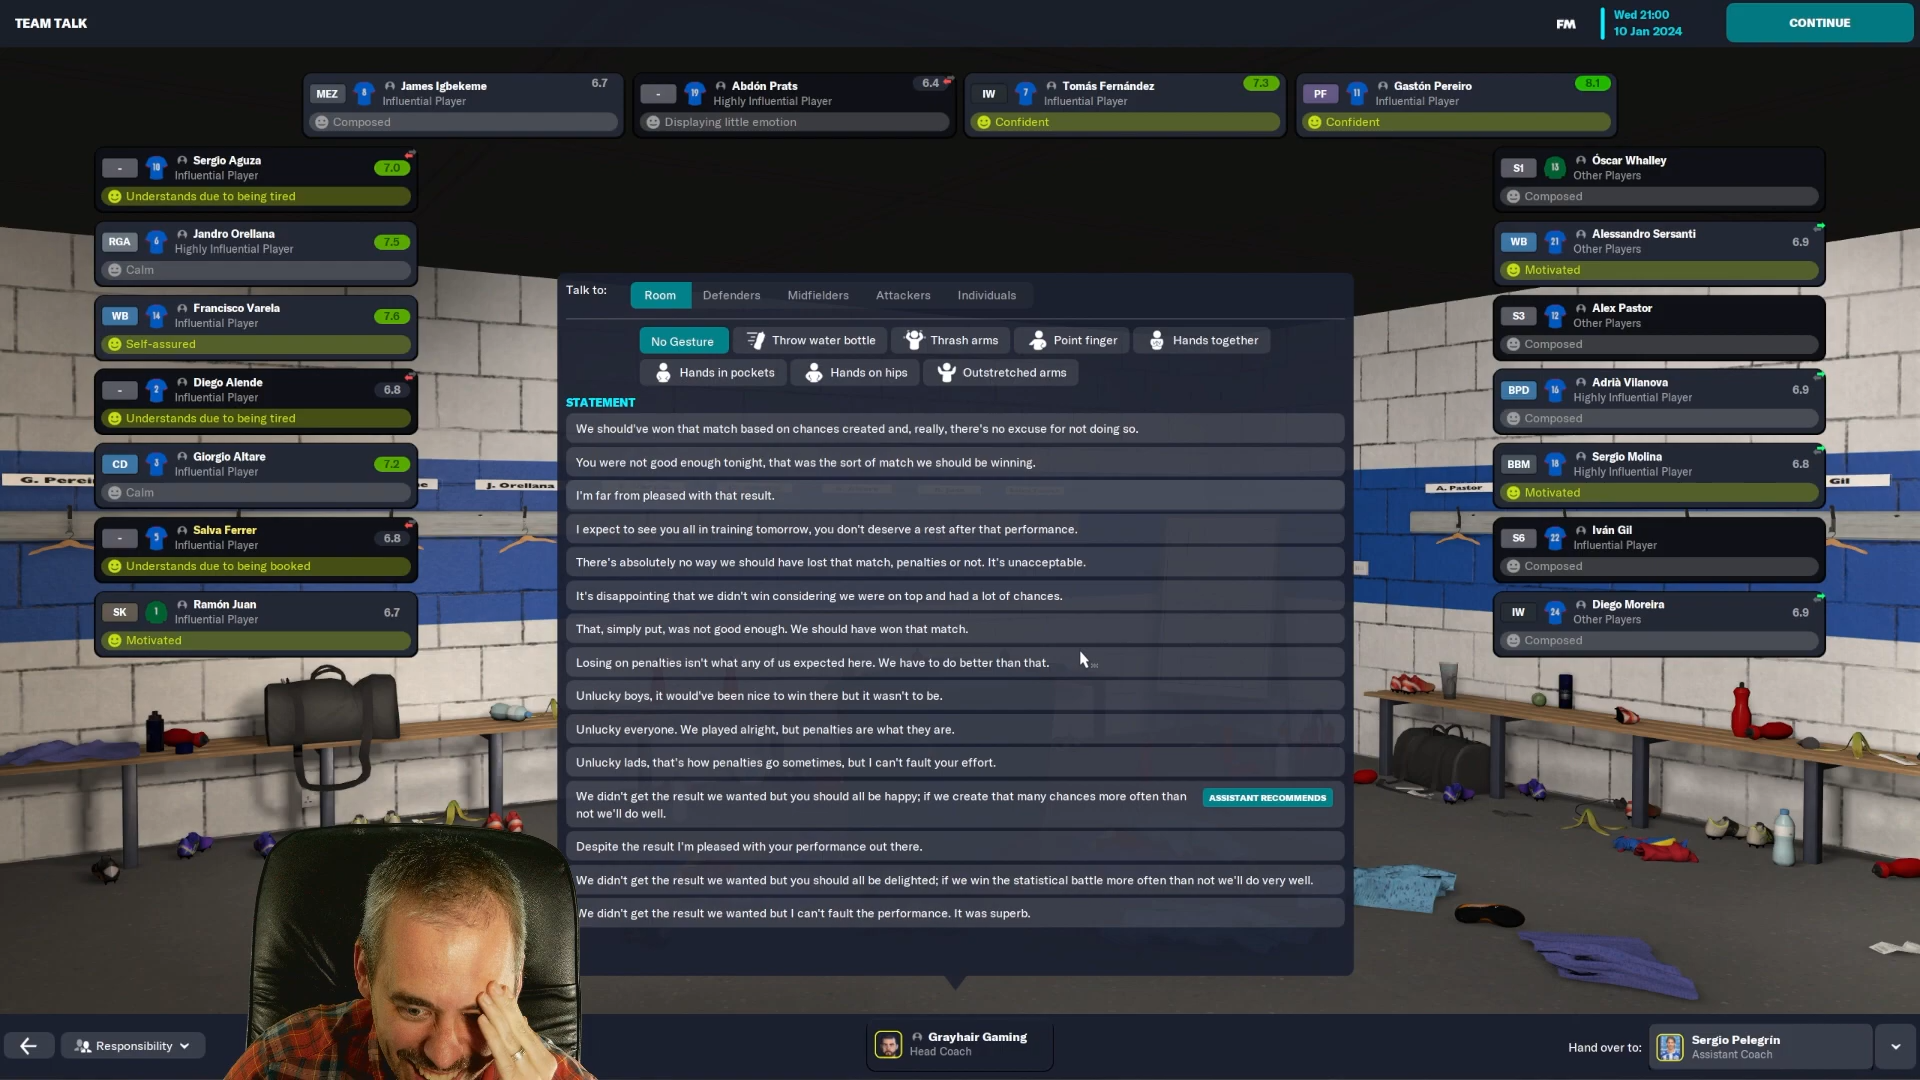 TEAM TALK
FM
Wed 21:00
10 Jan 2024
CONTINUE
MEZ
8
James Igbekeme
Influential Player
6.7
Composed
-
19
Abdón Prats
Highly Influential Player
6.4
Displaying little emotion
IW
7
Tomás Fernández
Influential Player
7.3
Confident
PF
11
Gastón Pereiro
Influential Player
8.1
Confident
-
10
Sergio Aguza
Influential Player
7.0
Understands due to being tired
RGA
6
Jandro Orellana
Highly Influential Player
7.5
Calm
WB
14
Francisco Varela
Influential Player
7.6
Self-assured
-
2
Diego Alende
Influential Player
6.8
Understands due to being tired
CD
3
Giorgio Altare
Influential Player
7.2
Calm
-
5
Salva Ferrer
Influential Player
6.8
Understands due to being booked
SK
1
Ramón Juan
Influential Player
6.7
Motivated
S1
13
Óscar Whalley
Other Players
Composed
WB
21
Alessandro Sersanti
Other Players
6.9
Motivated
S3
12
Alex Pastor
Other Players
Composed
BPD
16
Adrià Vilanova
Highly Influential Player
6.9
Composed
BBM
18
Sergio Molina
Highly Influential Player
6.8
Motivated
S6
22
Iván Gil
Influential Player
Composed
IW
24
Diego Moreira
Other Players
6.9
Composed
G. Perei
J. Orellana
A. Pastor
Gil
Talk to:
Room
Defenders
Midfielders
Attackers
Individuals
No Gesture
Throw water bottle
Thrash arms
Point finger
Hands together
Hands in pockets
Hands on hips
Outstretched arms
STATEMENT
We should've won that match based on chances created and, really, there's no excuse for not doing so.
You were not good enough tonight, that was the sort of match we should be winning.
I'm far from pleased with that result.
I expect to see you all in training tomorrow, you don't deserve a rest after that performance.
There's absolutely no way we should have lost that match, penalties or not. It's unacceptable.
It's disappointing that we didn't win considering we were on top and had a lot of chances.
That, simply put, was not good enough. We should have won that match.
Losing on penalties isn't what any of us expected here. We have to do better than that.
Unlucky boys, it would've been nice to win there but it wasn't to be.
Unlucky everyone. We played alright, but penalties are what they are.
Unlucky lads, that's how penalties go sometimes, but I can't fault your effort.
We didn't get the result we wanted but you should all be happy; if we create that many chances more often than
not we'll do well.
ASSISTANT RECOMMENDS
Despite the result I'm pleased with your performance out there.
We didn't get the result we wanted but you should all be delighted; if we win the statistical battle more often than not we'll do very well.
We didn't get the result we wanted but I can't fault the performance. It was superb.
Responsibility
Grayhair Gaming
Head Coach
Hand over to:
Sergio Pelegrín
Assistant Coach